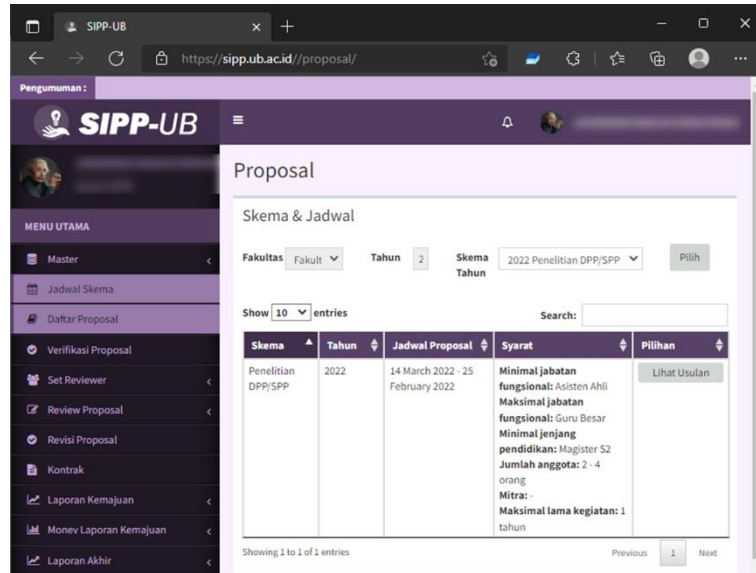 SIPP-UB
https://sipp.ub.ac.id//proposal/
Pengumuman :
SIPP-UB
MENU UTAMA
Master
Jadwal Skema
Daftar Proposal
Verifikasi Proposal
Set Reviewer
Review Proposal
Revisi Proposal
Kontrak
Laporan Kemajuan
Monev Laporan Kemajuan
Laporan Akhir
Proposal
Skema & Jadwal
Fakultas Fakult Tahun 2 Skema Tahun 2022 Penelitian DPP/SPP Pilih
Show 10 entries Search:
Skema Tahun Jadwal Proposal Syarat Pilihan
Penelitian DPP/SPP
2022
14 March 2022 - 25
February 2022
Minimal jabatan
fungsional: Asisten Ahli
Maksimal jabatan
fungsional: Guru Besar
Minimal jenjang
pendidikan: Magister S2
Jumlah anggota: 2 - 4
orang
Mitra: -
Maksimal lama kegiatan: 1
tahun
Lihat Usulan
Showing 1 to 1 of 1 entries Previous 1 Next